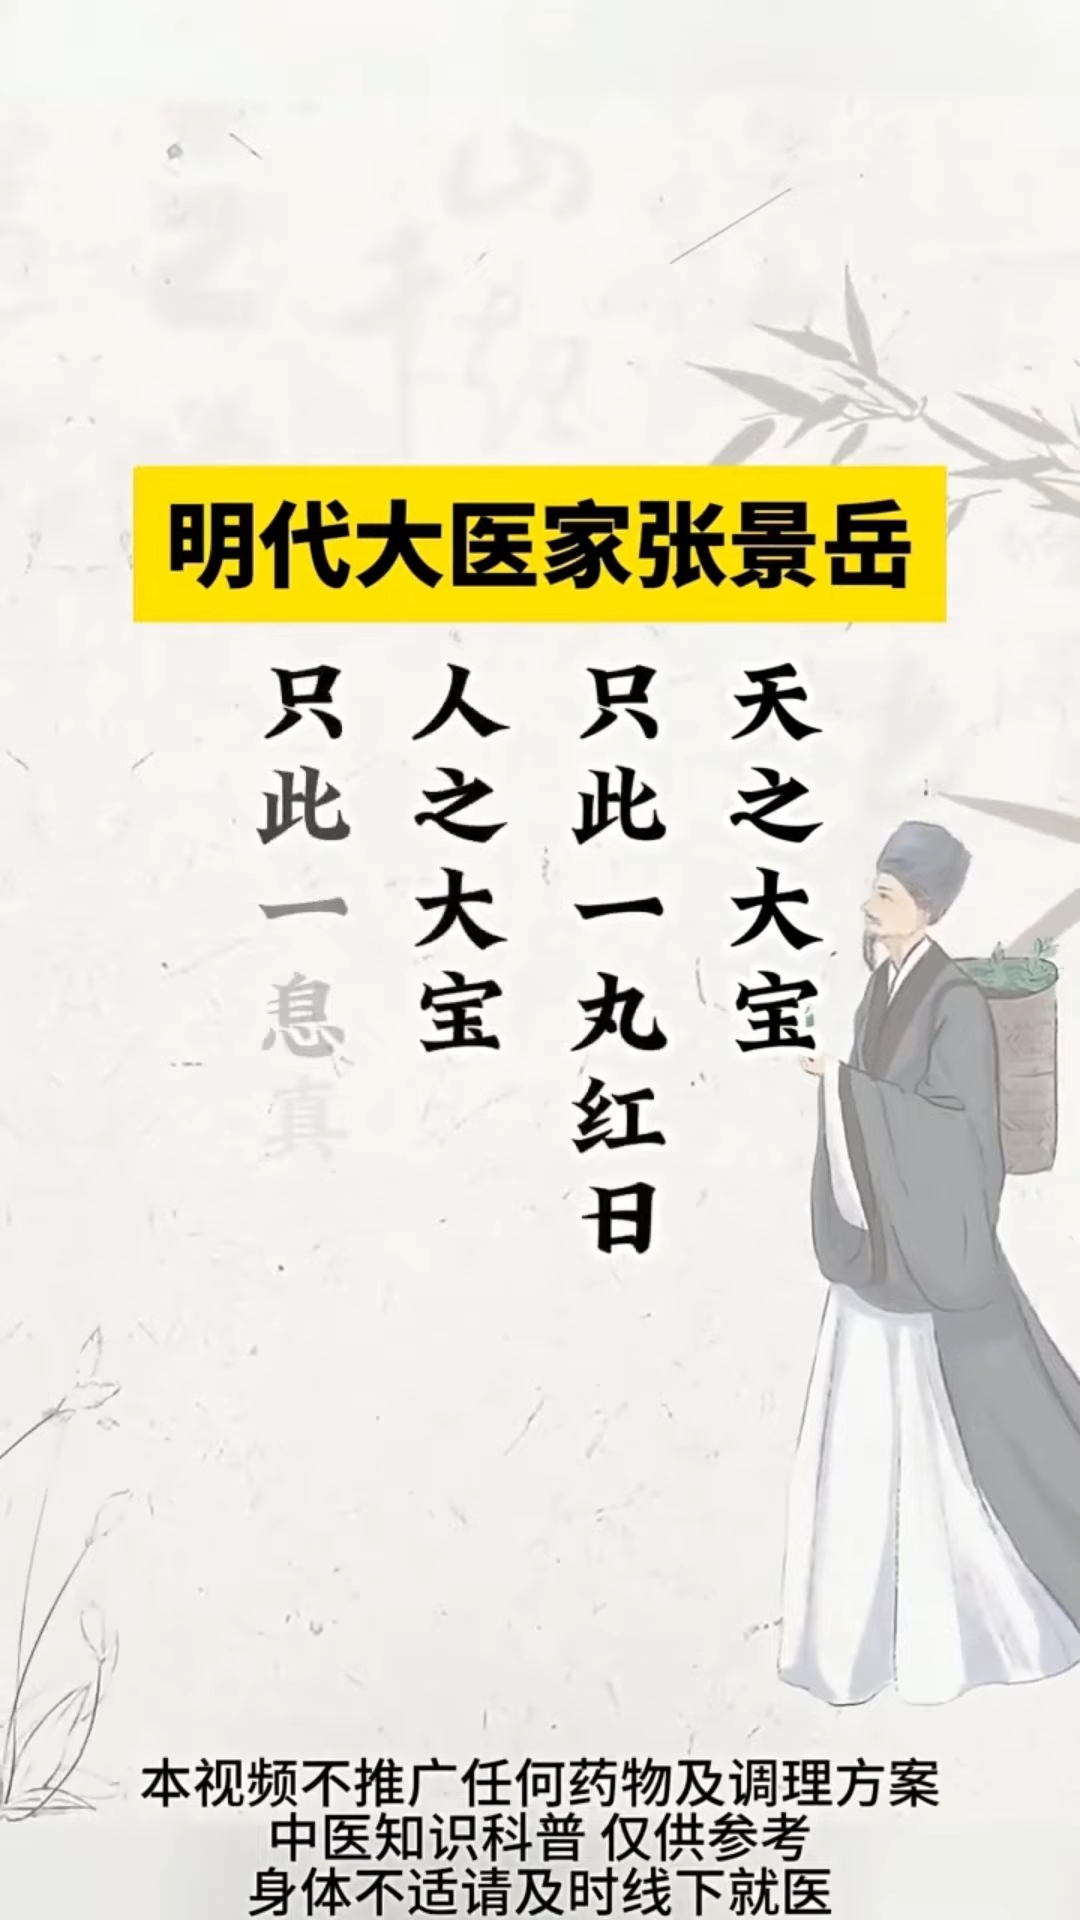 明代大医家张景岳
天之大宝
只此一丸红日
人之大宝
只此一息真
本视频不推广任何药物及调理方案
中医知识科普 仅供参考
身体不适请及时线下就医